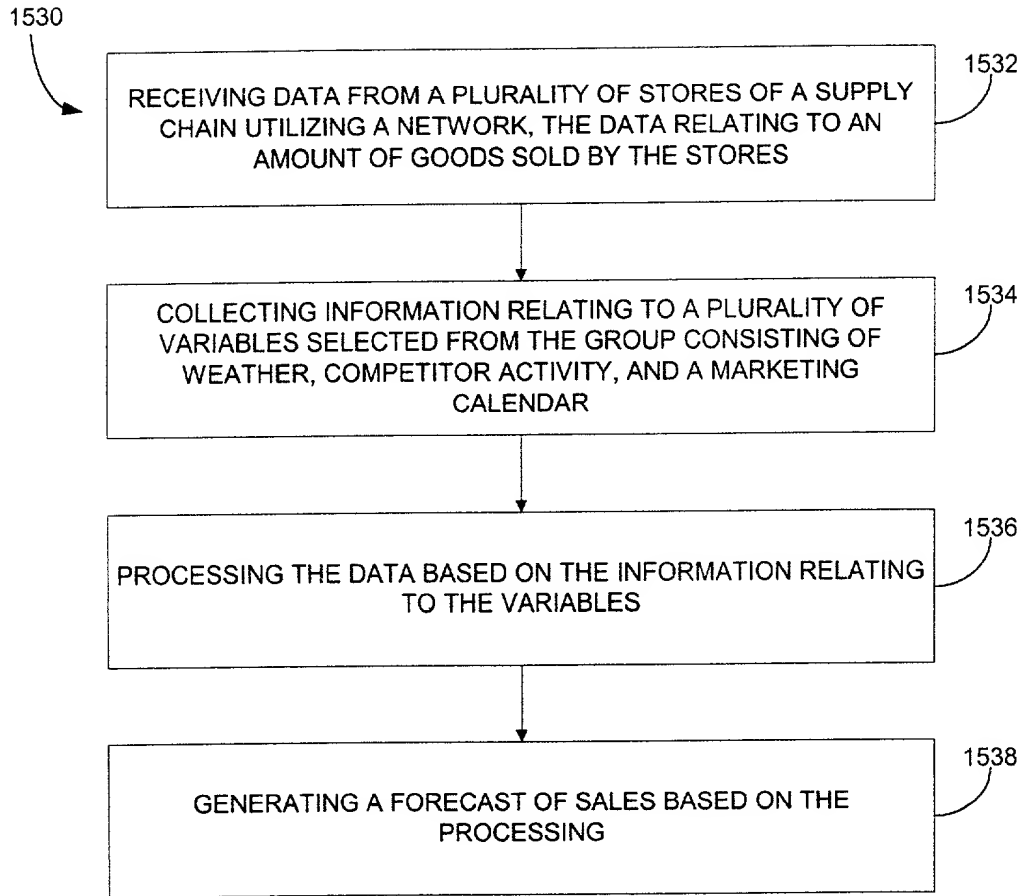 1530
1532
RECEIVING DATA FROM A PLURALITY OF STORES OF A SUPPLY
CHAIN UTILIZING A NETWORK, THE DATA RELATING TO AN
AMOUNT OF GOODS SOLD BY THE STORES
1534
COLLECTING INFORMATION RELATING TO A PLURALITY OF
VARIABLES SELECTED FROM THE GROUP CONSISTING OF
WEATHER, COMPETITOR ACTIVITY, AND A MARKETING
CALENDAR
1536
PROCESSING THE DATA BASED ON THE INFORMATION RELATING
TO THE VARIABLES
1538
GENERATING A FORECAST OF SALES BASED ON THE
PROCESSING